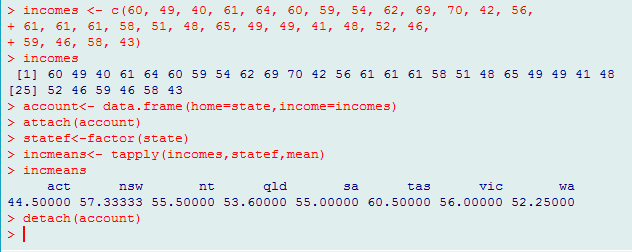 > incomes <- c(60, 49, 40, 61, 64, 60, 59, 54, 62, 69, 70, 42, 56,
+ 61, 61, 61, 58, 51, 48, 65, 49, 49, 41, 48, 52, 46,
+ 59, 46, 58, 43)
> incomes
[1] 60 49 40 61 64 60 59 54 62 69 70 42 56 61 61 61 58 51 48 65 49 49 41 48
[25] 52 46 59 46 58 43
> account<- data.frame(home=state,income=incomes)
> attach(account)
> statef<-factor(state)
> incmeans<- tapply(incomes,statef,mean)
> incmeans
act nsw nt qld sa tas vic wa
44.50000 57.33333 55.50000 53.60000 55.00000 60.50000 56.00000 52.25000
> detach(account)
>